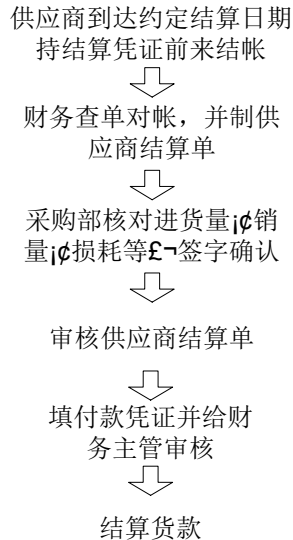 供应商到达约定结算日期
持结算凭证前来结帐
财务查单对帐，并制供
应商结算单
采购部核对进货量¡¢销
量¡¢损耗等£¬签字确认
审核供应商结算单
填付款凭证并给财
务主管审核
结算货款